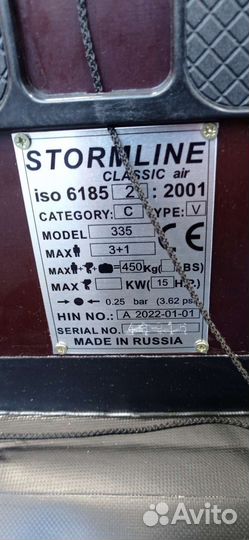 STORMLINE
CLASSIC air
iso 6185 2 : 2001
CATEGORY: C TYPE: V
MODEL 335
MAX 3+1
MAX + + =450 Kg( BS)
MAX KW( 15 H.P.)
0.25 bar (3.62 psi)
HIN NO.: A 2022-01-01
SERIAL NO.
MADE IN RUSSIA
Avito